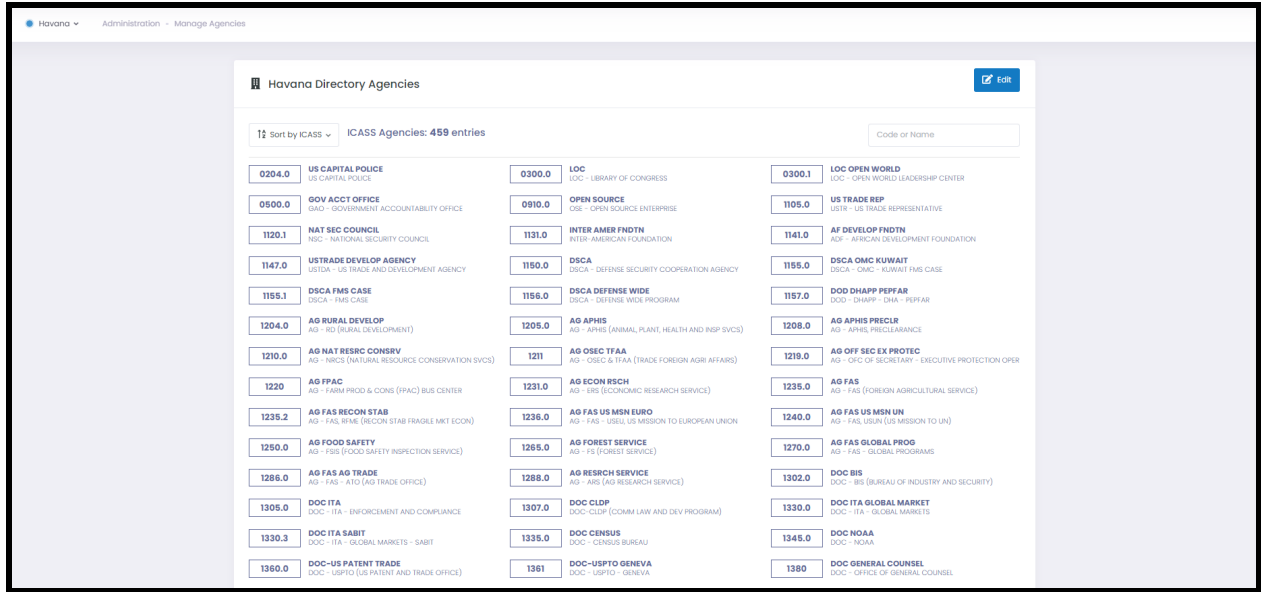 Havana
Administration - Manage Agencies
Havana Directory Agencies
Edit
Sort by ICASS
ICASS Agencies: 459 entries
Code or Name
0204.0 US CAPITAL POLICE
US CAPITAL POLICE
0300.0 LOC
LOC - LIBRARY OF CONGRESS
0300.1 LOC OPEN WORLD
LOC - OPEN WORLD LEADERSHIP CENTER
0500.0 GOV ACCT OFFICE
GAO - GOVERNMENT ACCOUNTABILITY OFFICE
0910.0 OPEN SOURCE
OSE - OPEN SOURCE ENTERPRISE
1105.0 US TRADE REP
USTR - US TRADE REPRESENTATIVE
1120.1 NAT SEC COUNCIL
NSC - NATIONAL SECURITY COUNCIL
1131.0 INTER AMER FNDTN
INTER-AMERICAN FOUNDATION
1141.0 AF DEVELOP FNDTN
ADF - AFRICAN DEVELOPMENT FOUNDATION
1147.0 USTRADE DEVELOP AGENCY
USTDA - US TRADE AND DEVELOPMENT AGENCY
1150.0 DSCA
DSCA - DEFENSE SECURITY COOPERATION AGENCY
1155.0 DSCA OMC KUWAIT
DSCA - OMC - KUWAIT FMS CASE
1155.1 DSCA FMS CASE
DSCA - FMS CASE
1156.0 DSCA DEFENSE WIDE
DSCA - DEFENSE WIDE PROGRAM
1157.0 DOD DHAPP PEPFAR
DOD - DHAPP - DHA - PEPFAR
1204.0 AG RURAL DEVELOP
AG - RD (RURAL DEVELOPMENT)
1205.0 AG APHIS
AG - APHIS (ANIMAL, PLANT, HEALTH AND INSP SVCS)
1208.0 AG APHIS PRECLR
AG - APHIS, PRECLEARANCE
1210.0 AG NAT RESRC CONSRV
AG - NRCS (NATURAL RESOURCE CONSERVATION SVCS)
1211 AG OSEC TFAA
AG - OSEC & TFAA (TRADE FOREIGN AGRI AFFAIRS)
1219.0 AG OFF SEC EX PROTEC
AG - OFC OF SECRETARY - EXECUTIVE PROTECTION OPER
1220 AG FPAC
AG - FARM PROD & CONS (FPAC) BUS CENTER
1231.0 AG ECON RSCH
AG - ERS (ECONOMIC RESEARCH SERVICE)
1235.0 AG FAS
AG - FAS (FOREIGN AGRICULTURAL SERVICE)
1235.2 AG FAS RECON STAB
AG - FAS, RFME (RECON STAB FRAGILE MKT ECON)
1236.0 AG FAS US MSN EURO
AG - FAS - USEU, US MISSION TO EUROPEAN UNION
1240.0 AG FAS US MSN UN
AG - FAS, USUN (US MISSION TO UN)
1250.0 AG FOOD SAFETY
AG - FSIS (FOOD SAFETY INSPECTION SERVICE)
1265.0 AG FOREST SERVICE
AG - FS (FOREST SERVICE)
1270.0 AG FAS GLOBAL PROG
AG - FAS - GLOBAL PROGRAMS
1286.0 AG FAS AG TRADE
AG - FAS - ATO (AG TRADE OFFICE)
1288.0 AG RESRCH SERVICE
AG - ARS (AG RESEARCH SERVICE)
1302.0 DOC BIS
DOC - BIS (BUREAU OF INDUSTRY AND SECURITY)
1305.0 DOC ITA
DOC - ITA - ENFORCEMENT AND COMPLIANCE
1307.0 DOC CLDP
DOC-CLDP (COMM LAW AND DEV PROGRAM)
1330.0 DOC ITA GLOBAL MARKET
DOC - ITA - GLOBAL MARKETS
1330.3 DOC ITA SABIT
DOC - ITA - GLOBAL MARKETS - SABIT
1335.0 DOC CENSUS
DOC - CENSUS BUREAU
1345.0 DOC NOAA
DOC - NOAA
1360.0 DOC-US PATENT TRADE
DOC - USPTO (US PATENT AND TRADE OFFICE)
1361 DOC-USPTO GENEVA
DOC - USPTO - GENEVA
1380 DOC GENERAL COUNSEL
DOC - OFFICE OF GENERAL COUNSEL